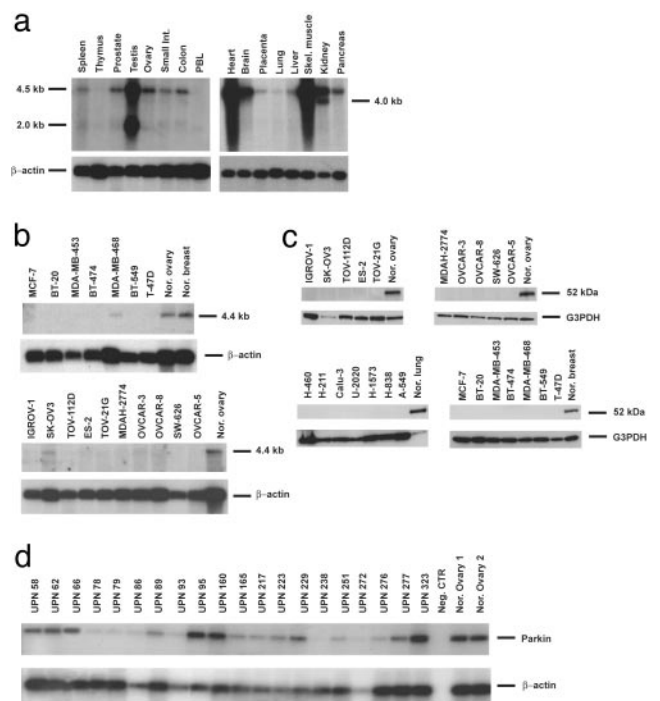 a
Spleen
Thymus
Prostate
Testis
Ovary
Small Int.
Colon
PBL
Heart
Brain
Placenta
Lung
Liver
Skel. muscle
Kidney
Pancreas
4.5 kb
4.0 kb
2.0 kb
β-actin
b
MCF-7
BT-20
MDA-MB-453
BT-474
MDA-MB-468
BT-549
T-47D
Nor. ovary
Nor. breast
4.4 kb
β-actin
IGROV-1
SK-OV3
TOV-112D
ES-2
TOV-21G
MDAH-2774
OVCAR-3
OVCAR-8
SW-626
OVCAR-5
Nor. ovary
4.4 kb
β-actin
c
IGROV-1
SK-OV3
TOV-112D
ES-2
TOV-21G
Nor. ovary
MDAH-2774
OVCAR-3
OVCAR-8
SW-626
OVCAR-5
Nor. ovary
52 kDa
G3PDH
H-460
H-211
Calu-3
U-2020
H-1573
H-838
A-549
Nor. lung
MCF-7
BT-20
MDA-MB-453
BT-474
MDA-MB-468
BT-549
T-47D
Nor. breast
52 kDa
G3PDH
d
UPN 58
UPN 62
UPN 66
UPN 78
UPN 79
UPN 86
UPN 89
UPN 93
UPN 95
UPN 160
UPN 165
UPN 217
UPN 223
UPN 229
UPN 238
UPN 251
UPN 272
UPN 276
UPN 277
UPN 323
Neg. CTR
Nor. Ovary 1
Nor. Ovary 2
Parkin
β-actin